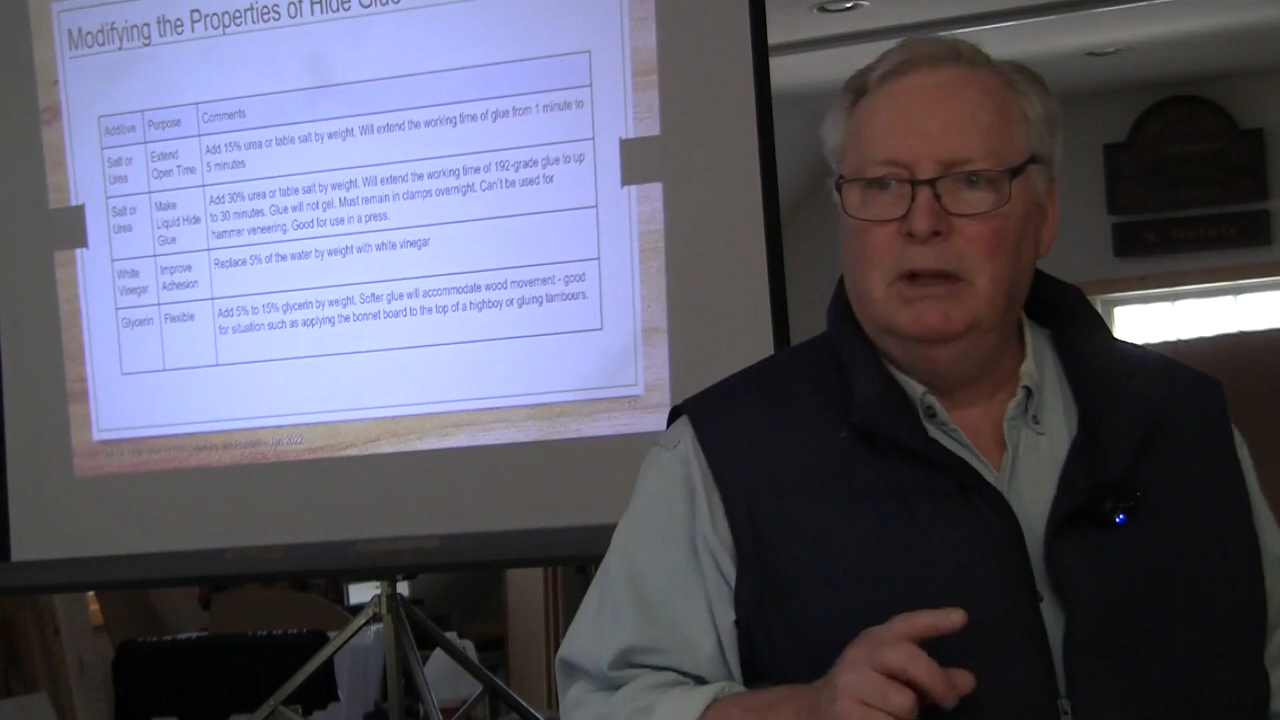 Modifying the Properties of Hide Glue
Additive Purpose Comments
Salt or
Urea
Extend
Open Time
Add 15% urea or table salt by weight. Will extend the working time of glue from 1 minute to
5 minutes
Salt or
Urea
Make
Liquid Hide
Glue
Add 30% urea or table salt by weight. Will extend the working time of 192-grade glue to up
to 30 minutes. Glue will not gel. Must remain in clamps overnight. Can't be used for
hammer veneering. Good for use in a press.
White
Vinegar
Improve
Adhesion
Replace 5% of the water by weight with white vinegar
Glycerin
Flexible
Add 5% to 15% glycerin by weight. Softer glue will accommodate wood movement - good
for situation such as applying the bonnet board to the top of a highboy or gluing tambours.
Jan 2022